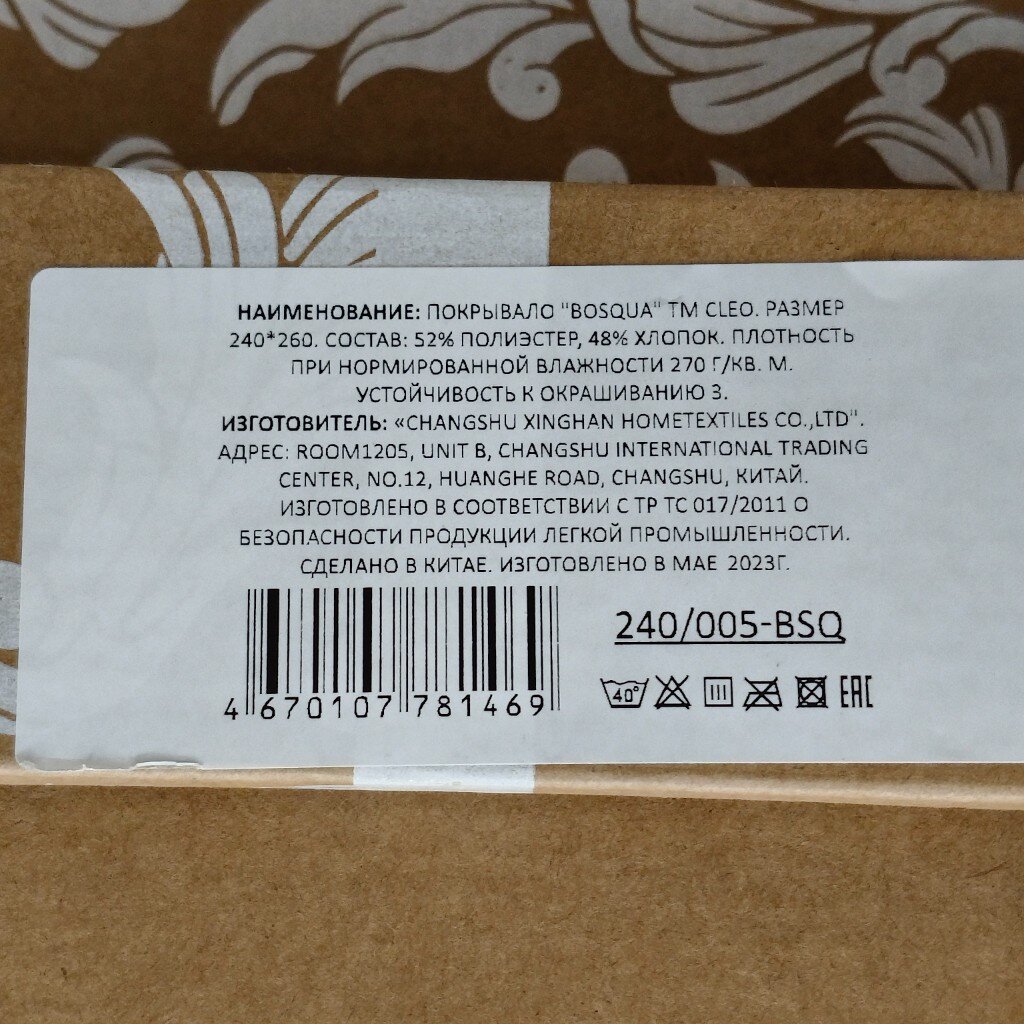 НАИМЕНОВАНИЕ: ПОКРЫВАЛО "BOSQUA" ТМ CLEO. РАЗМЕР
240*260. СОСТАВ: 52% ПОЛИЭСТЕР, 48% ХЛОПОК. ПЛОТНОСТЬ
ПРИ НОРМИРОВАННОЙ ВЛАЖНОСТИ 270 Г/КВ. М.
УСТОЙЧИВОСТЬ К ОКРАШИВАНИЮ 3.
ИЗГОТОВИТЕЛЬ: «CHANGSHU XINGHAN HOMETEXTILES CO.,LTD".
АДРЕС: ROOM1205, UNIT B, CHANGSHU INTERNATIONAL TRADING
CENTER, NO.12, HUANGHE ROAD, CHANGSHU, КИТАЙ.
ИЗГОТОВЛЕНО В СООТВЕТСТВИИ С ТР ТС 017/2011 О
БЕЗОПАСНОСТИ ПРОДУКЦИИ ЛЕГКОЙ ПРОМЫШЛЕННОСТИ.
СДЕЛАНО В КИТАЕ. ИЗГОТОВЛЕНО В МАЕ 2023Г.
240/005-BSQ
40° EAC
4 670107 781469